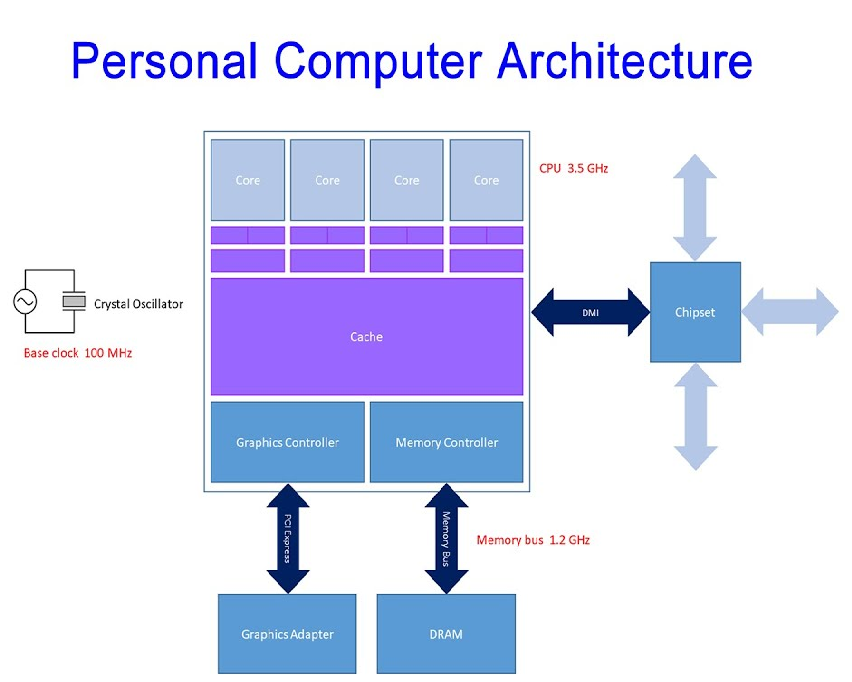 Personal Computer Architecture
Core
Core
Core
Core
CPU 3.5 GHz
Crystal Oscillator
Base clock 100 MHz
Cache
DMI
Chipset
Graphics Controller
Memory Controller
PCI Express
Memory Bus
Memory bus 1.2 GHz
Graphics Adapter
DRAM